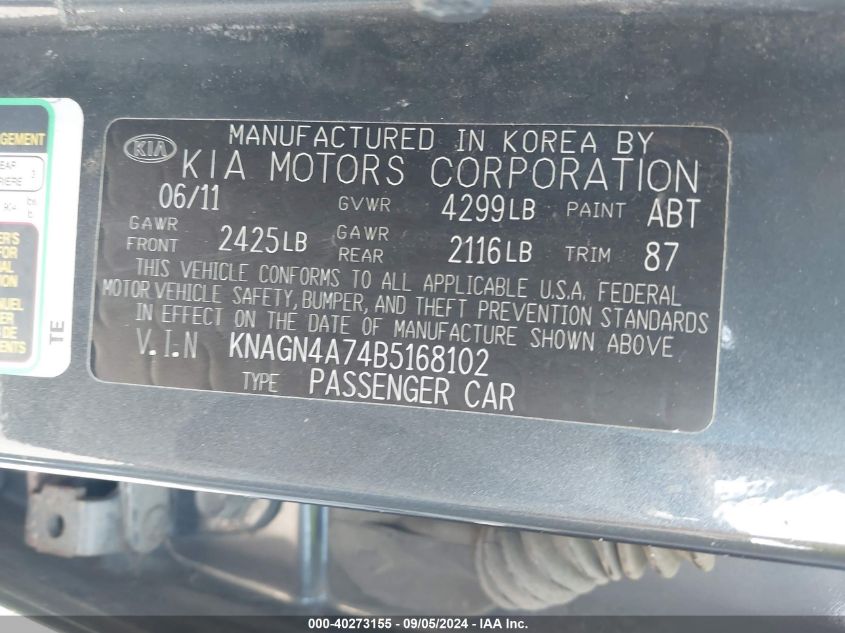 GEMENT
MANUFACTURED IN KOREA BY
KIA KIA MOTORS CORPORATION
06/11 GVWR 4299LB PAINT ABT
GAWR FRONT 2425LB GAWR REAR 2116LB TRIM 87
THIS VEHICLE CONFORMS TO ALL APPLICABLE U.S.A. FEDERAL
MOTOR VEHICLE SAFETY, BUMPER, AND THEFT PREVENTION STANDARDS
IN EFFECT ON THE DATE OF MANUFACTURE SHOWN ABOVE
V.I.N KNAGN4A74B5168102
TYPE PASSENGER CAR
TE
000-40273155 - 09/05/2024 - IAA Inc.